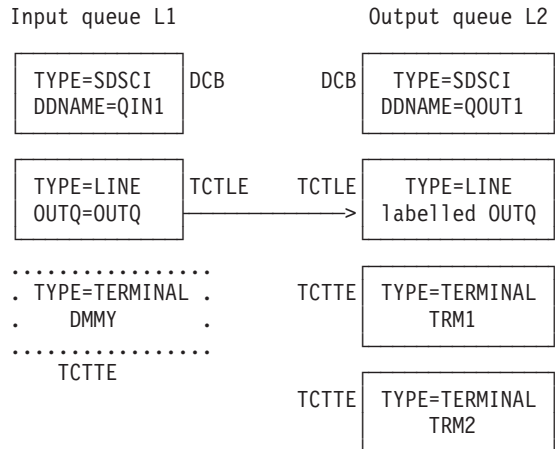 Input queue L1 Output queue L2
TYPE=SDSCI DCB DCB TYPE=SDSCI
DDNAME=QIN1 DDNAME=QOUT1
TYPE=LINE TCTLE TCTLE TYPE=LINE
OUTQ=OUTQ labelled OUTQ
TYPE=TERMINAL TCTTE TYPE=TERMINAL
DMMY TRM1
TCTTE
TCTTE TYPE=TERMINAL
TRM2